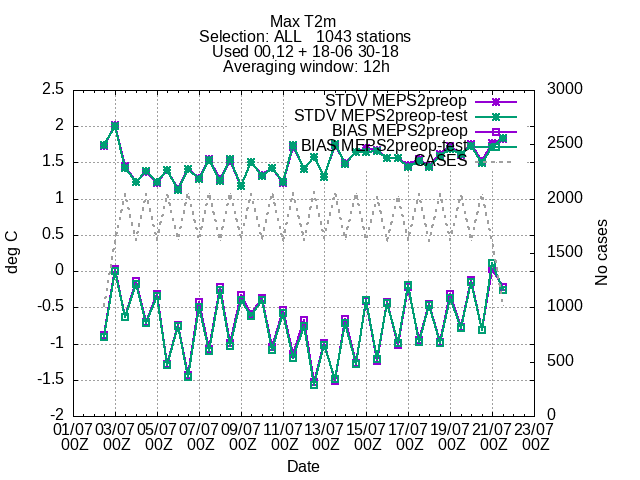 Max T2m
Selection: ALL 1043 stations
Used 00,12 + 18-06 30-18
Averaging window: 12h
STDV MEPS2preop
STDV MEPS2preop-test
BIAS MEPS2preop
BIAS MEPS2preop-test
CASES
2.5
2
1.5
1
0.5
0
-0.5
-1
-1.5
-2
deg C
3000
2500
2000
1500
1000
500
0
No cases
01/07 03/07 05/07 07/07 09/07 11/07 13/07 15/07 17/07 19/07 21/07 23/07
00Z 00Z 00Z 00Z 00Z 00Z 00Z 00Z 00Z 00Z 00Z 00Z
Date